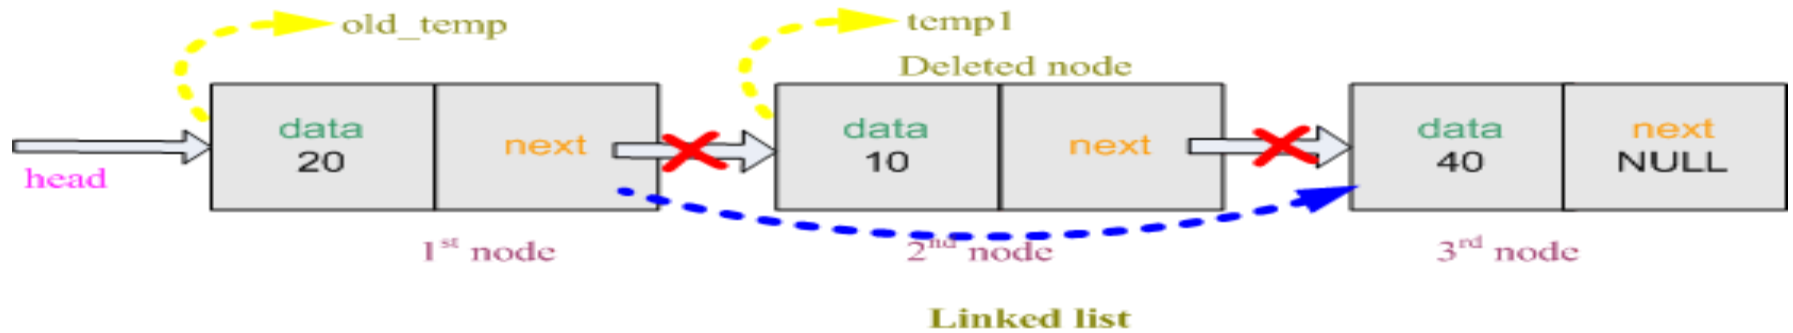 old_temp
temp1
Deleted node
data
20
next
data
10
next
data
40
next
NULL
head
1st node
2nd node
3rd node
Linked list